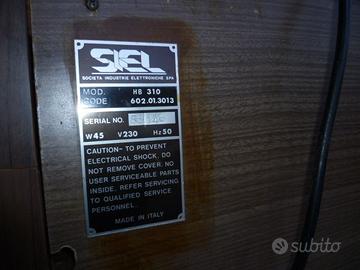 SIEL
SOCIETA INDUSTRIE ELETTRONICHE SPA
MOD. HB 310
CODE 602.01.3013
SERIAL NO.
W45 V230 Hz50
CAUTION- TO PREVENT
ELECTRICAL SHOCK, DO
NOT REMOVE COVER. NO
USER SERVICEABLE PARTS
INSIDE. REFER SERVICING
TO QUALIFIED SERVICE
PERSONNEL.
MADE IN ITALY
subito